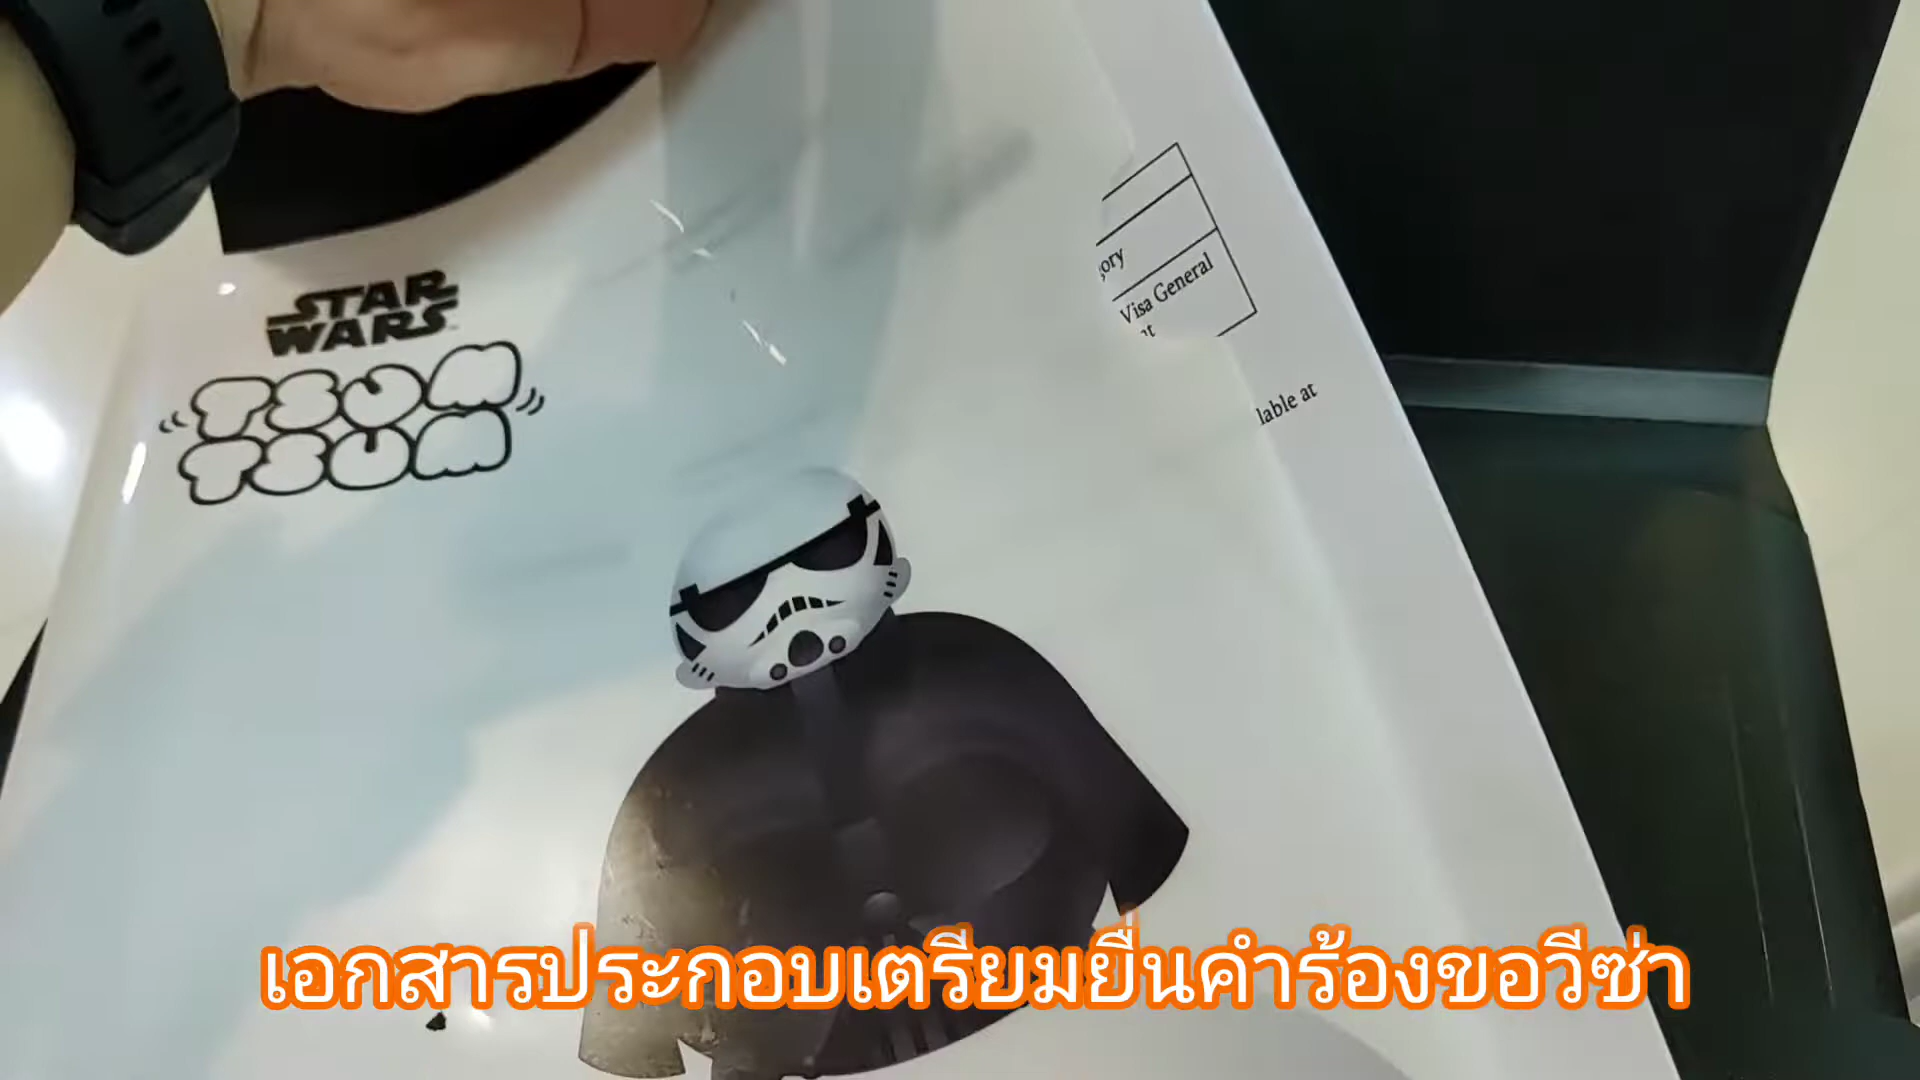 STAR
WARS
TSUM
TSUM
gory
Visa General
nt
lable at
เอกสารประกอบเตรียมยื่นคำร้องขอวีซ่า